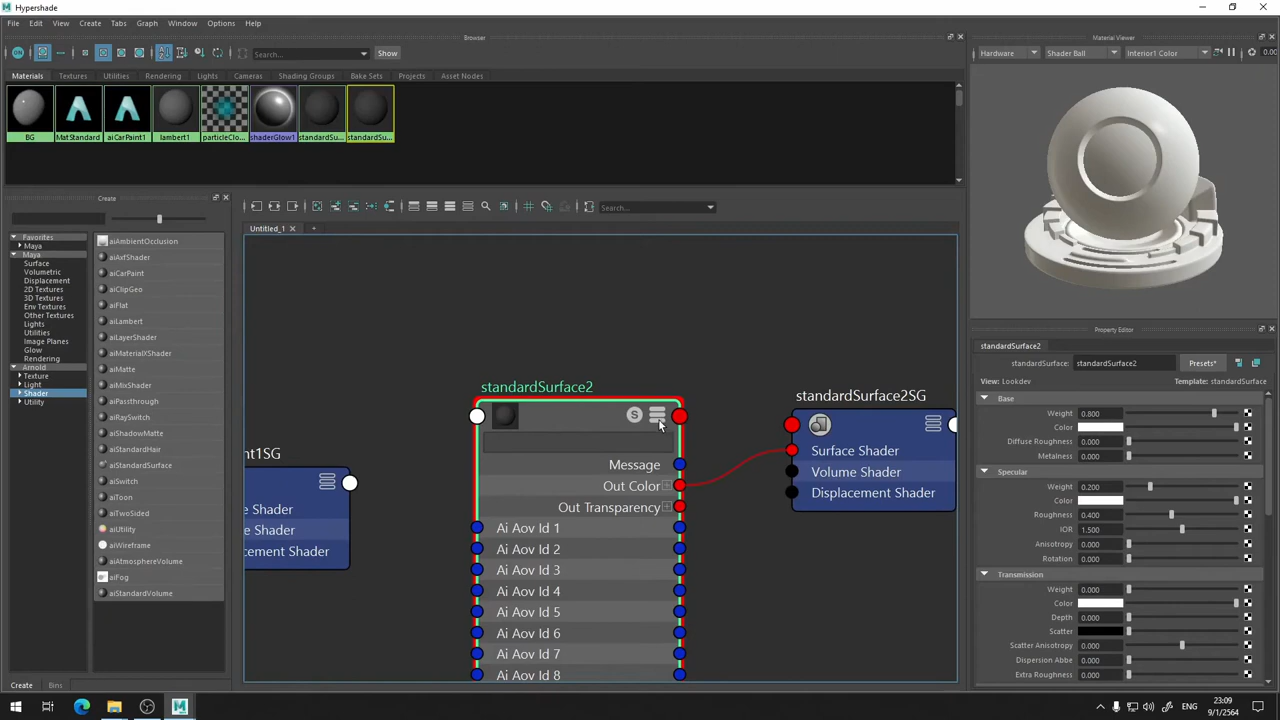 Hypershade
File Edit View Create Tabs Graph Window Options Help
Browser
ON Search... Show
Materials Textures Utilities Rendering Lights Cameras Shading Groups Bake Sets Projects Asset Nodes
BG MatStandard aiCarPaint1 lambert1 particleClo... shaderGlow1 standardSu... standardSu...
Create
Favorites
Maya
Maya
Surface
Volumetric
Displacement
2D Textures
3D Textures
Env Textures
Other Textures
Lights
Utilities
Image Planes
Glow
Rendering
Arnold
Texture
Light
Shader
Utility
aiAmbientOcclusion
aiAxfShader
aiCarPaint
aiClipGeo
aiFlat
aiLambert
aiLayerShader
aiMaterialXShader
aiMatte
aiMixShader
aiPassthrough
aiRaySwitch
aiShadowMatte
aiStandardHair
aiStandardSurface
aiSwitch
aiToon
aiTwoSided
aiUtility
aiWireframe
aiAtmosphereVolume
aiFog
aiStandardVolume
Create Bins
Search...
Untitled_1 +
nt1SG
e Shader
e Shader
cement Shader
standardSurface2
S
Message
Out Color
Out Transparency
Ai Aov Id 1
Ai Aov Id 2
Ai Aov Id 3
Ai Aov Id 4
Ai Aov Id 5
Ai Aov Id 6
Ai Aov Id 7
Ai Aov Id 8
standardSurface2SG
Surface Shader
Volume Shader
Displacement Shader
Material Viewer
Hardware Shader Ball Interior1 Color 0.00
Property Editor
standardSurface2
standardSurface: standardSurface2 Presets*
View: Lookdev Template: standardSurface
Base
Weight 0.800
Color
Diffuse Roughness 0.000
Metalness 0.000
Specular
Weight 0.200
Color
Roughness 0.400
IOR 1.500
Anisotropy 0.000
Rotation 0.000
Transmission
Weight 0.000
Color
Depth 0.000
Scatter
Scatter Anisotropy 0.000
Dispersion Abbe 0.000
Extra Roughness 0.000
ENG
23:09
9/1/2564